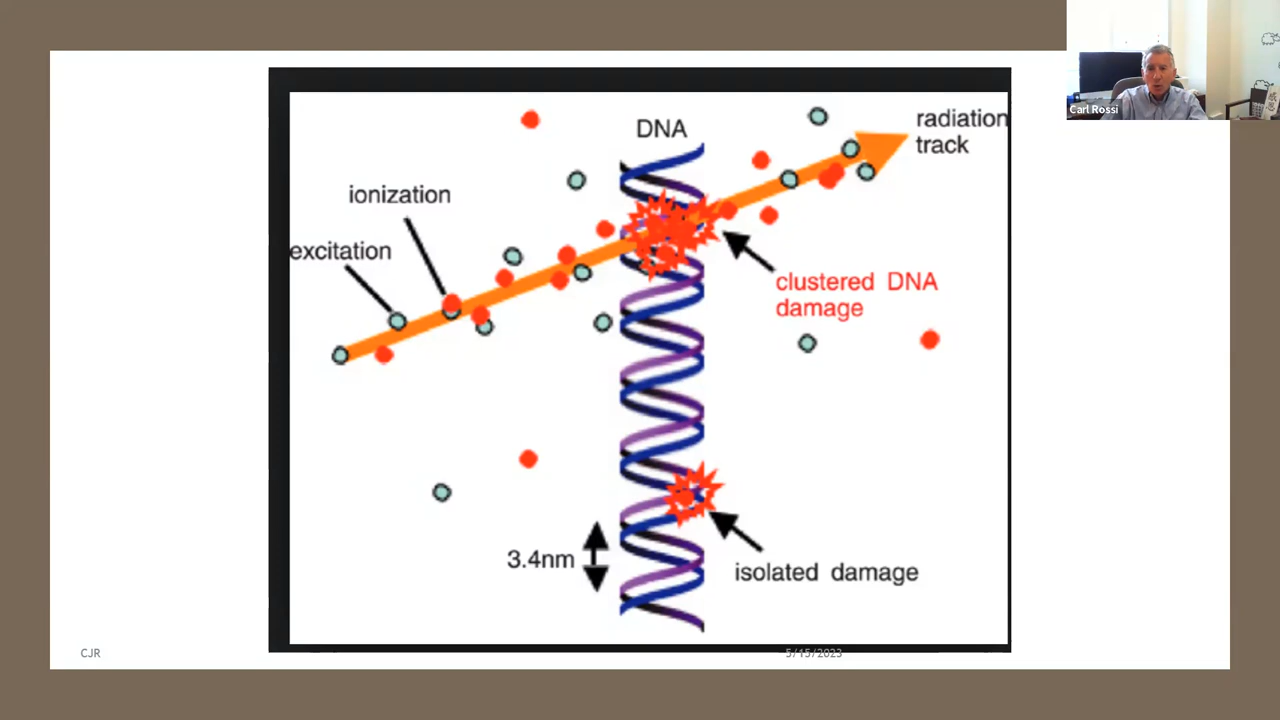 Carl Rossi
DNA
radiation
track
ionization
excitation
clustered DNA
damage
3.4nm
isolated damage
CJR
5/15/2023